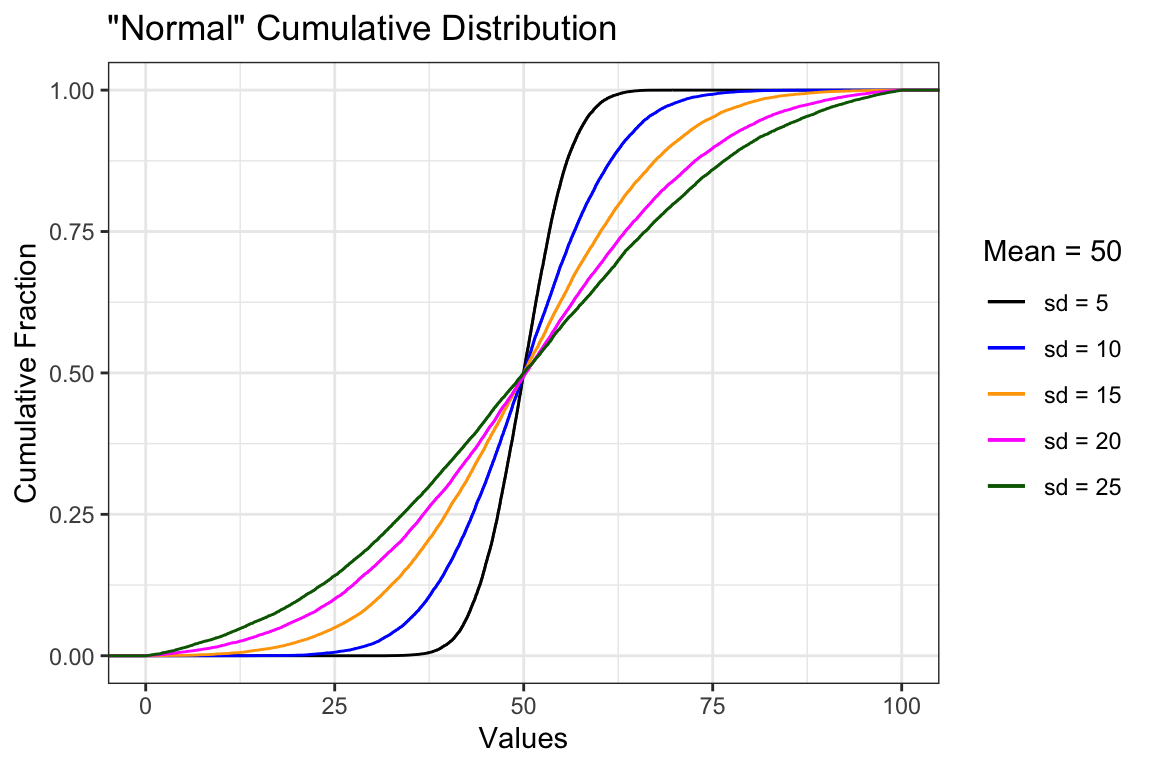 "Normal" Cumulative Distribution
Cumulative Fraction
1.00
0.75
0.50
0.25
0.00
0 25 50 75 100
Values
Mean = 50
sd = 5
sd = 10
sd = 15
sd = 20
sd = 25